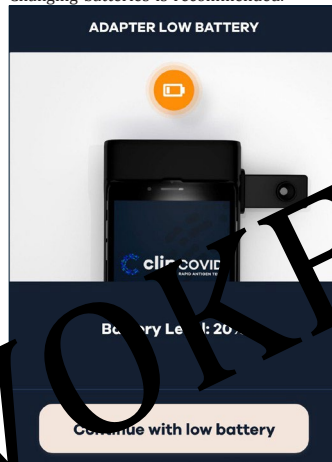 Changing batteries is recommended.
ADAPTER LOW BATTERY
clip COVID
RAPID ANTIGEN TE
Battery Level: 20%
Continue with low battery
VOKE